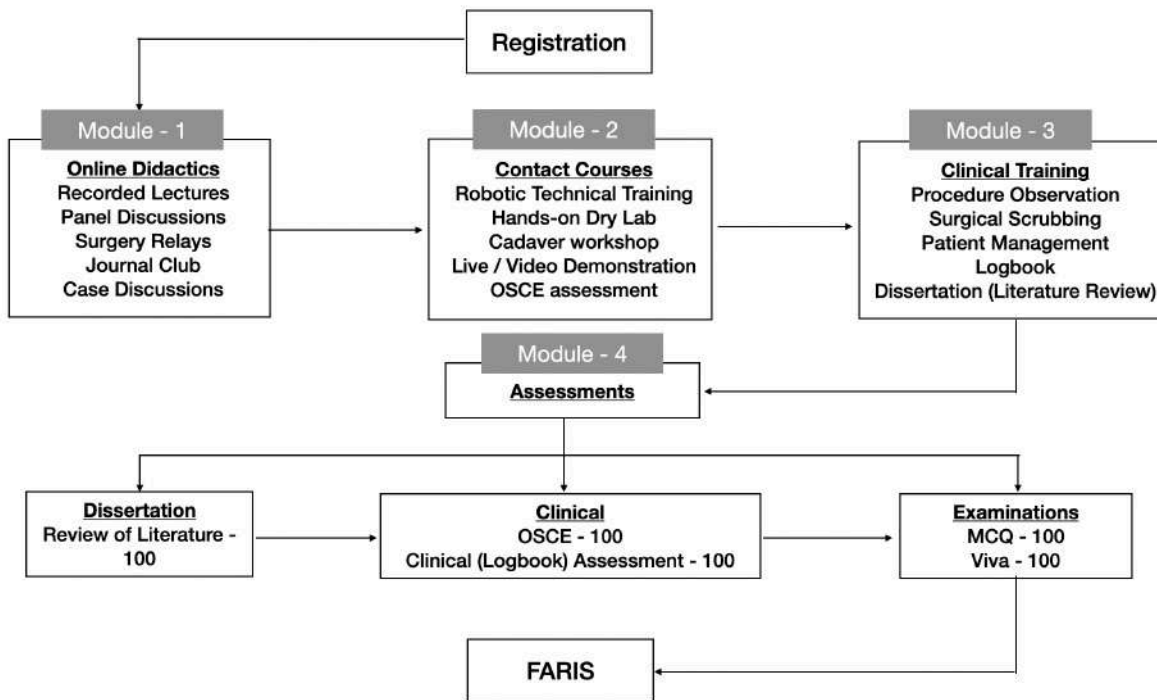 Registration
Module - 1
Online Didactics
Recorded Lectures
Panel Discussions
Surgery Relays
Journal Club
Case Discussions
Module - 2
Contact Courses
Robotic Technical Training
Hands-on Dry Lab
Cadaver workshop
Live / Video Demonstration
OSCE assessment
Module - 3
Clinical Training
Procedure Observation
Surgical Scrubbing
Patient Management
Logbook
Dissertation (Literature Review)
Module - 4
Assessments
Dissertation
Review of Literature -
100
Clinical
OSCE - 100
Clinical (Logbook) Assessment - 100
Examinations
MCQ - 100
Viva - 100
FARIS